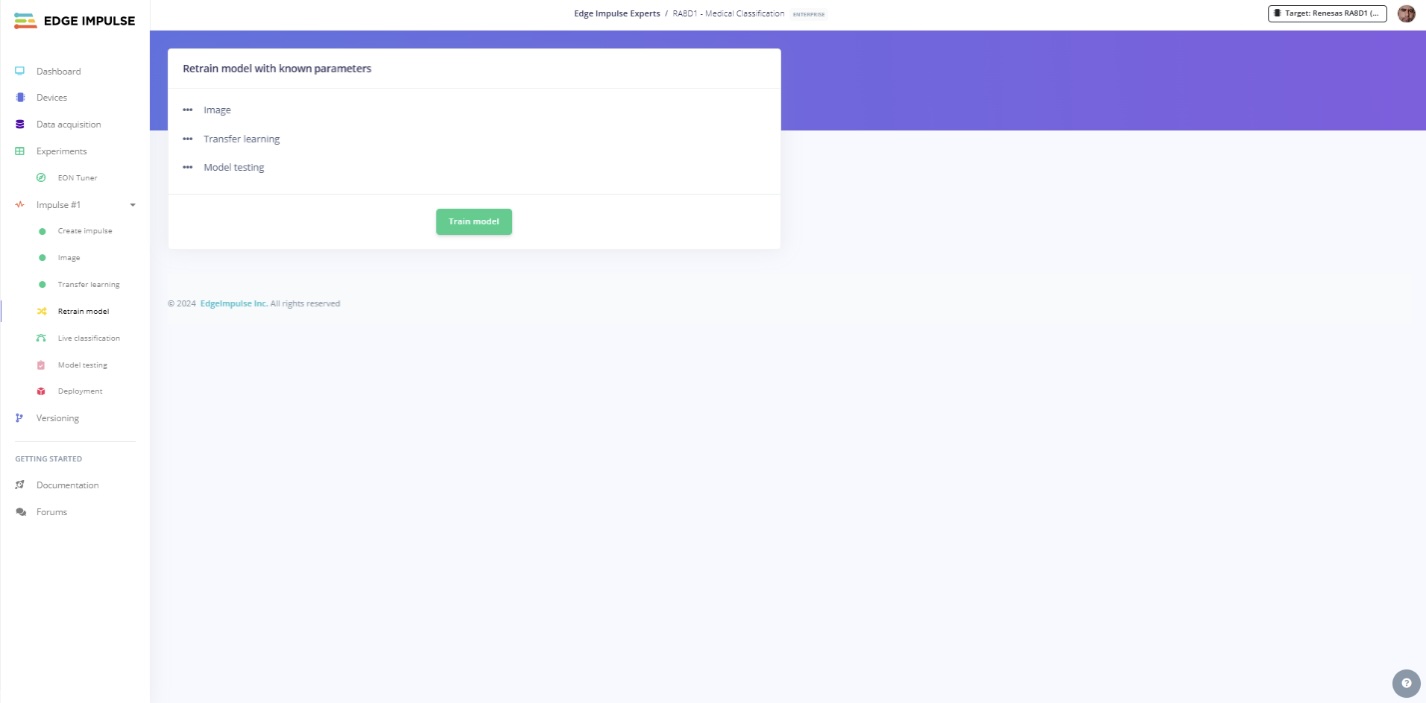 EDGE IMPULSE
Edge Impulse Experts / RA8D1 - Medical Classification ENTERPRISE
Target: Renesas RA8D1 (...
Dashboard
Devices
Data acquisition
Experiments
EON Tuner
Impulse #1
Create impulse
Image
Transfer learning
Retrain model
Live classification
Model testing
Deployment
Versioning
GETTING STARTED
Documentation
Forums
Retrain model with known parameters
Image
Transfer learning
Model testing
Train model
© 2024 EdgeImpulse Inc. All rights reserved